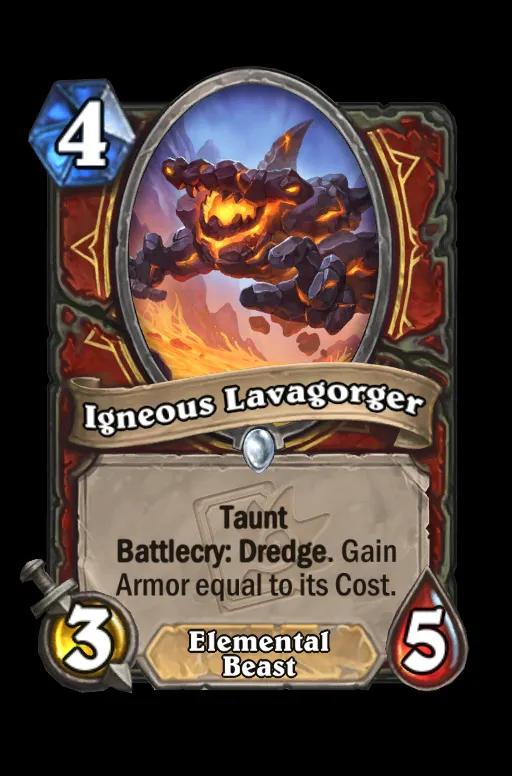 4
Igneous Lavagorger
Taunt
Battlecry: Dredge. Gain
Armor equal to its Cost.
3
Elemental
Beast
5